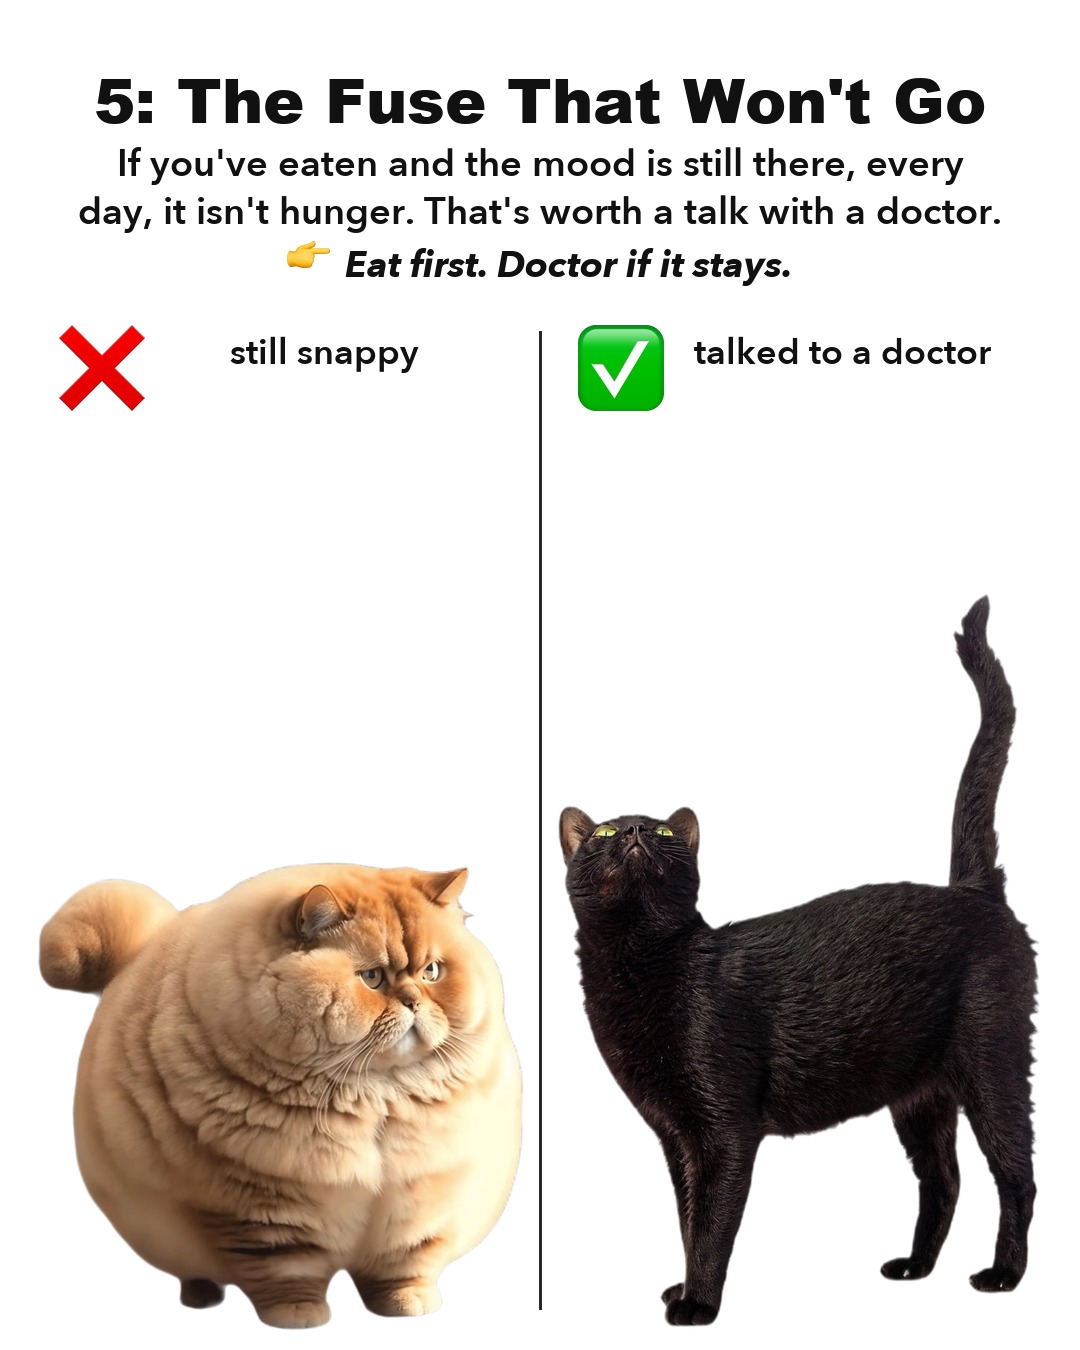 5: The Fuse That Won't Go
If you've eaten and the mood is still there, every
day, it isn't hunger. That's worth a talk with a doctor.
👉 Eat first. Doctor if it stays.
❌ still snappy
✅ talked to a doctor